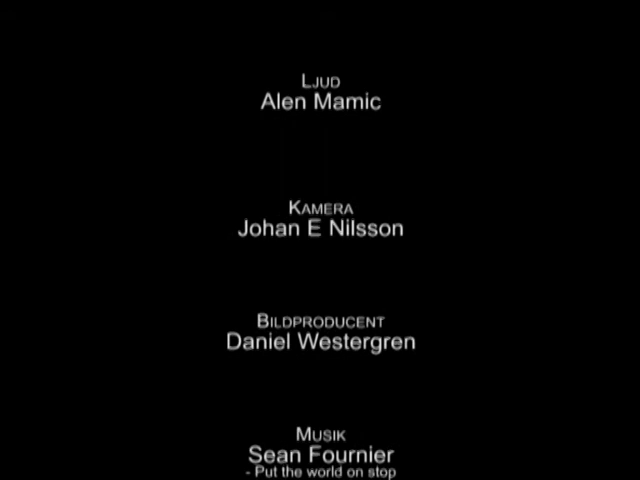 Ljud
Alen Mamic
Kamera
Johan E Nilsson
Bildproducent
Daniel Westergren
Musik
Sean Fournier
- Put the world on stop